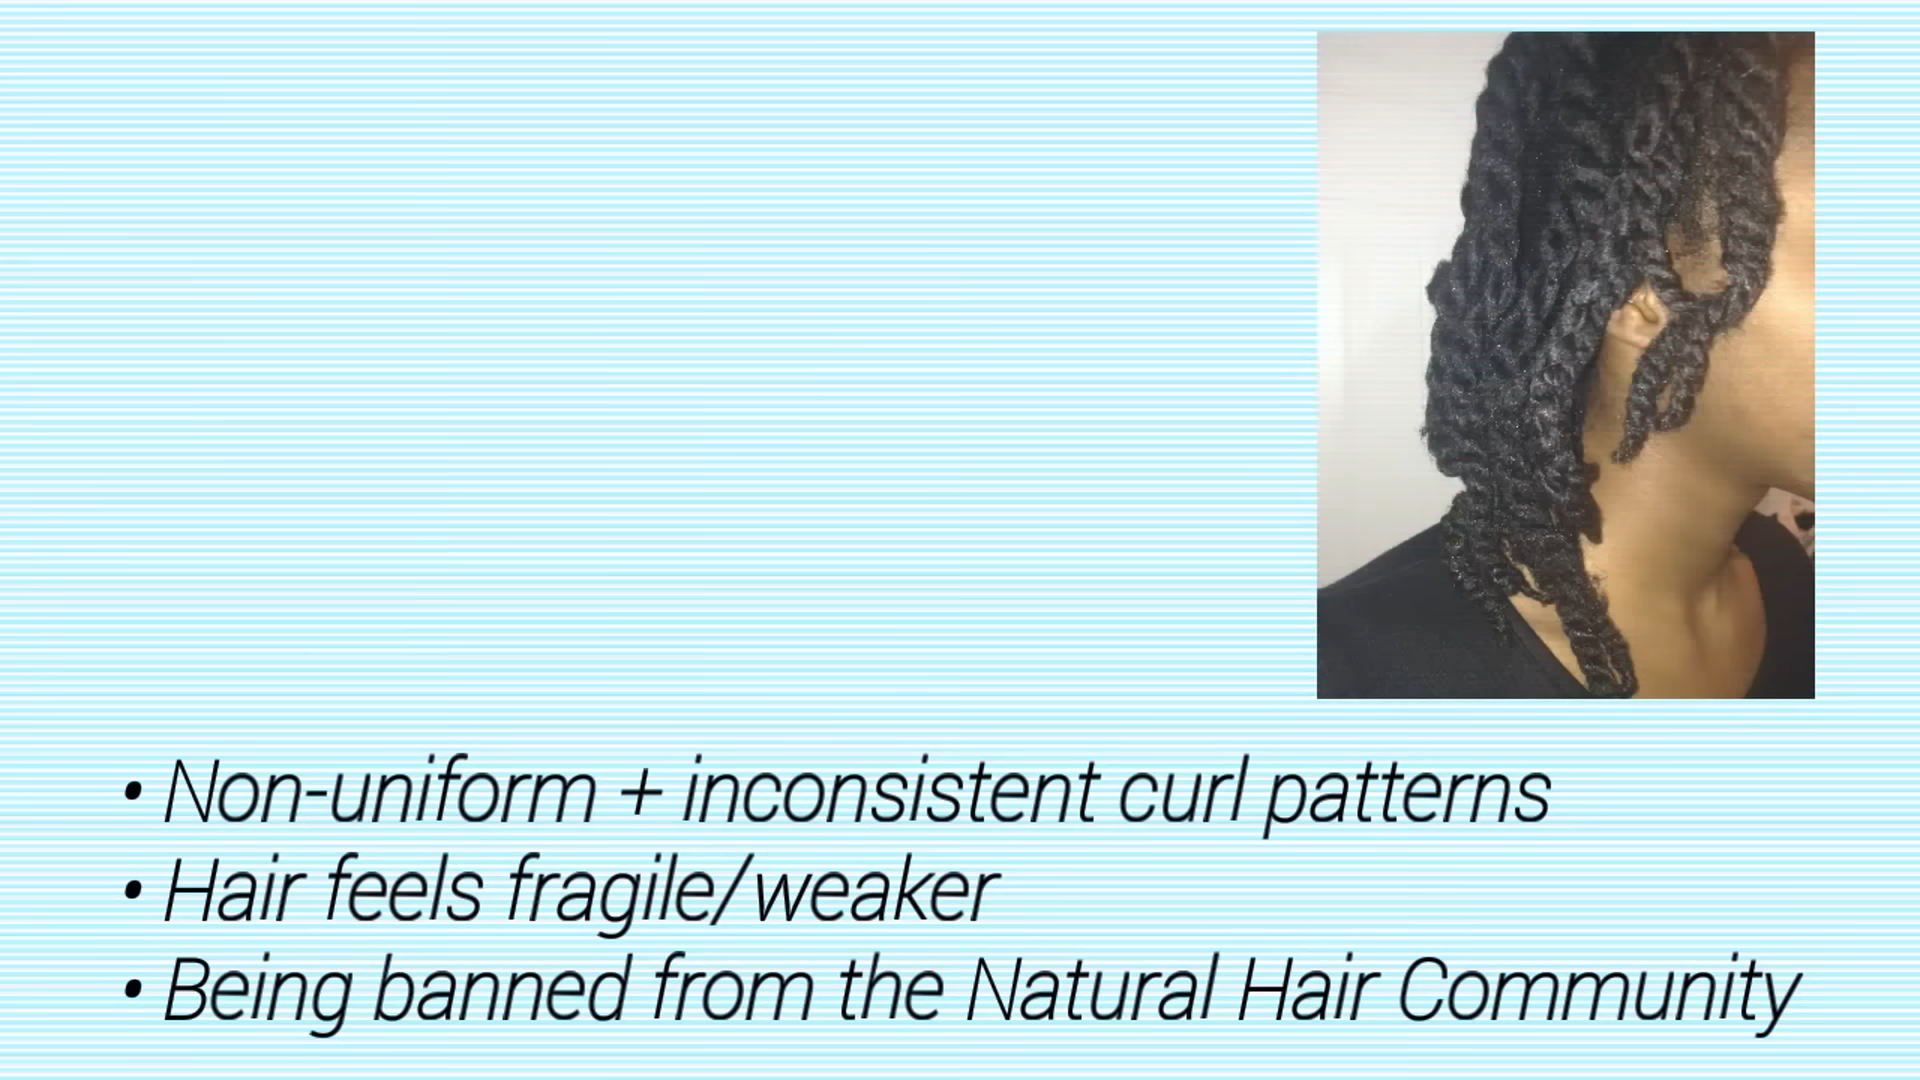 • Non-uniform + inconsistent curl patterns
• Hair feels fragile/weaker
• Being banned from the Natural Hair Community